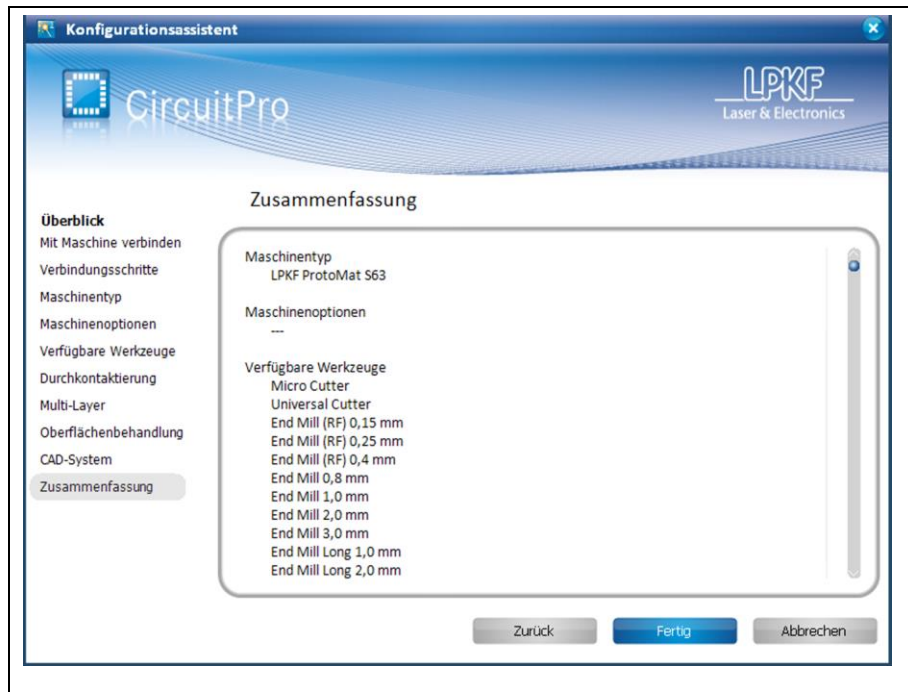 Konfigurationsassistent
CircuitPro
LPKF
Laser & Electronics
Überblick
Mit Maschine verbinden
Verbindungsschritte
Maschinentyp
Maschinenoptionen
Verfügbare Werkzeuge
Durchkontaktierung
Multi-Layer
Oberflächenbehandlung
CAD-System
Zusammenfassung
Zusammenfassung
Maschinentyp
LPKF ProtoMat S63
Maschinenoptionen
---
Verfügbare Werkzeuge
Micro Cutter
Universal Cutter
End Mill (RF) 0,15 mm
End Mill (RF) 0,25 mm
End Mill (RF) 0,4 mm
End Mill 0,8 mm
End Mill 1,0 mm
End Mill 2,0 mm
End Mill 3,0 mm
End Mill Long 1,0 mm
End Mill Long 2,0 mm
Zurück
Fertig
Abbrechen